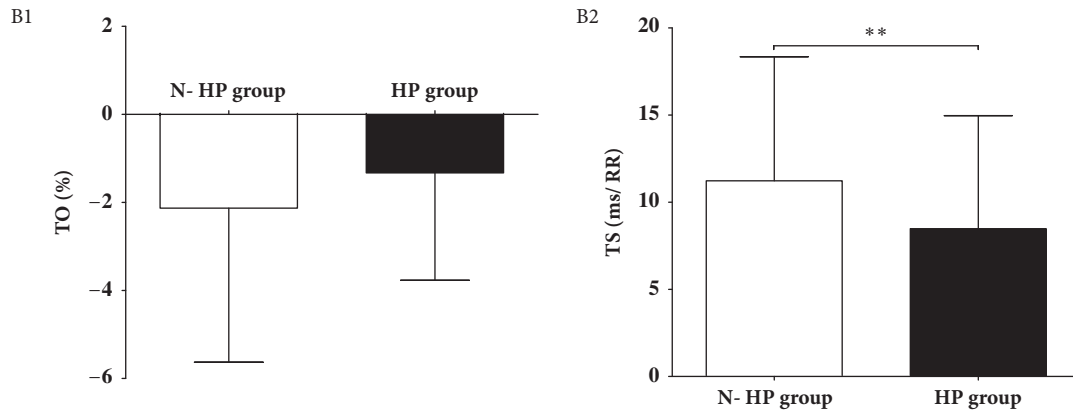 B1
2
N- HP group
HP group
0
−2
−4
−6
TO (%)
B2
20
**
15
10
5
0
TS (ms/ RR)
N- HP group
HP group